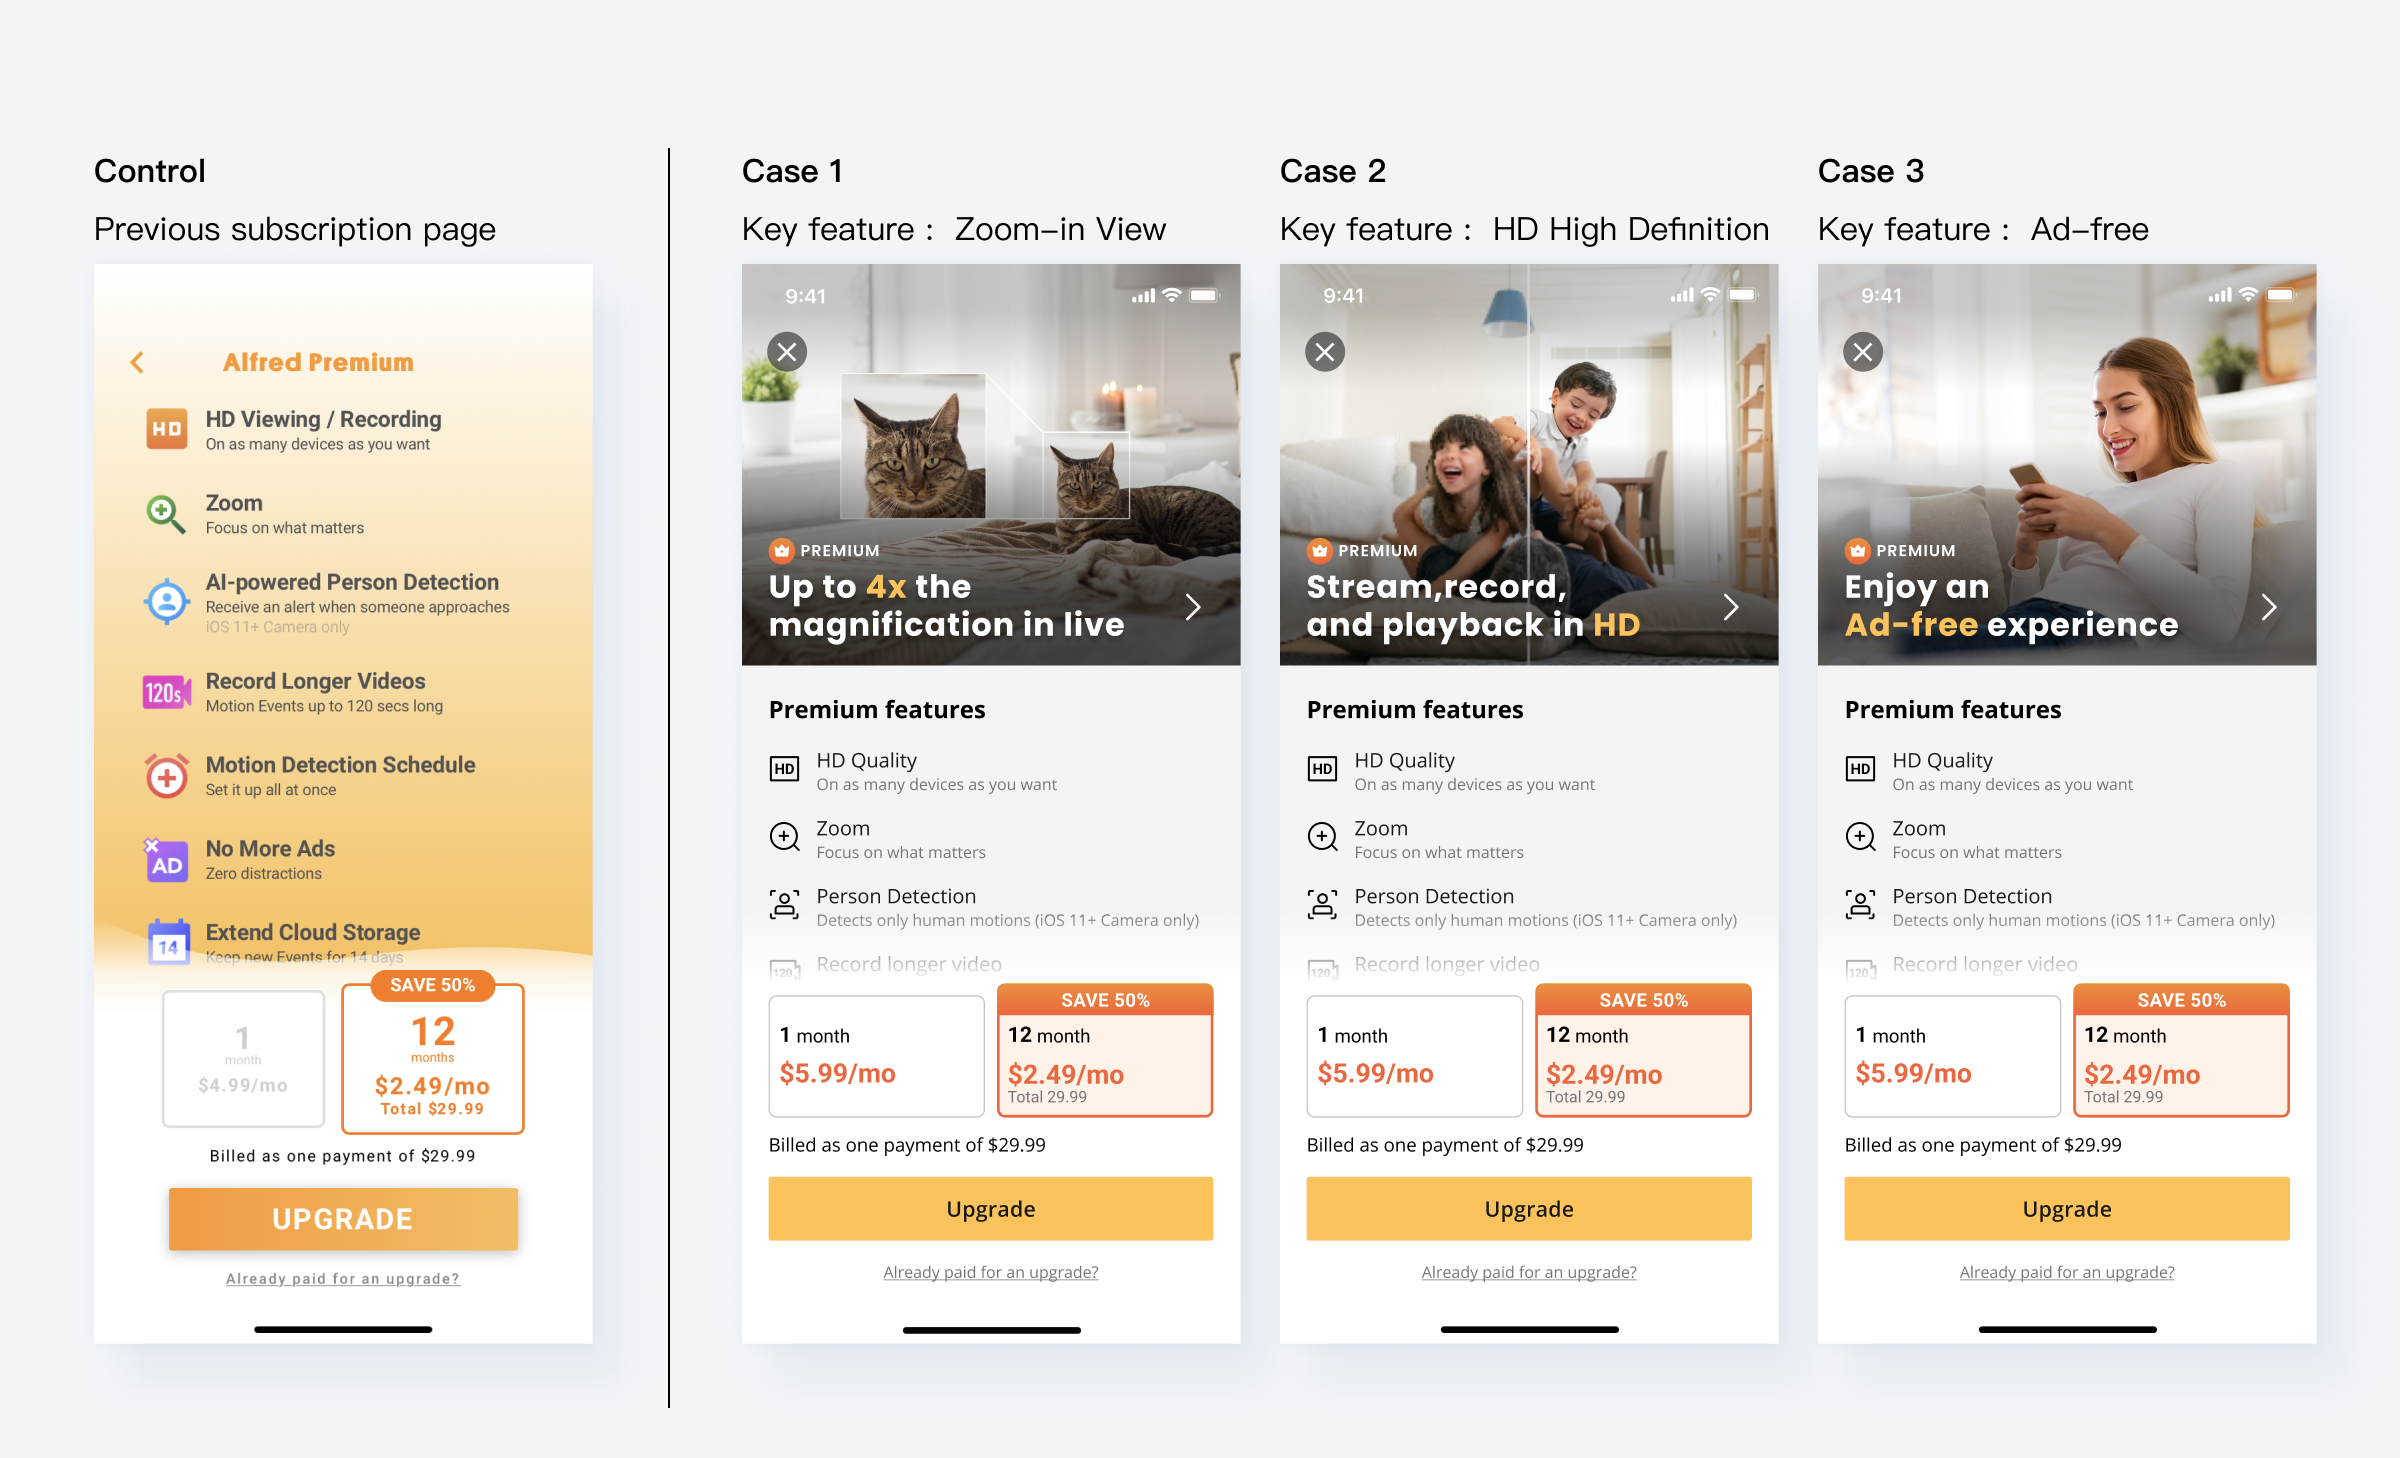 Control
Previous subscription page
Alfred Premium
HD
HD Viewing / Recording
On as many devices as you want
Zoom
Focus on what matters
AI-powered Person Detection
Receive an alert when someone approaches
iOS 11+ Camera only
120s
Record Longer Videos
Motion Events up to 120 secs long
Motion Detection Schedule
Set it up all at once
AD
No More Ads
Zero distractions
14
Extend Cloud Storage
Keep new Events for 14 days
1
month
$4.99/mo
SAVE 50%
12
months
$2.49/mo
Total $29.99
Billed as one payment of $29.99
UPGRADE
Already paid for an upgrade?
Case 1
Key feature : Zoom-in View
9:41
PREMIUM
Up to 4x the
magnification in live
Premium features
HD
HD Quality
On as many devices as you want
Zoom
Focus on what matters
Person Detection
Detects only human motions (iOS 11+ Camera only)
120
Record longer video
1 month
$5.99/mo
SAVE 50%
12 month
$2.49/mo
Total 29.99
Billed as one payment of $29.99
Upgrade
Already paid for an upgrade?
Case 2
Key feature : HD High Definition
9:41
PREMIUM
Stream,record,
and playback in HD
Premium features
HD
HD Quality
On as many devices as you want
Zoom
Focus on what matters
Person Detection
Detects only human motions (iOS 11+ Camera only)
120
Record longer video
1 month
$5.99/mo
SAVE 50%
12 month
$2.49/mo
Total 29.99
Billed as one payment of $29.99
Upgrade
Already paid for an upgrade?
Case 3
Key feature : Ad-free
9:41
PREMIUM
Enjoy an
Ad-free experience
Premium features
HD
HD Quality
On as many devices as you want
Zoom
Focus on what matters
Person Detection
Detects only human motions (iOS 11+ Camera only)
120
Record longer video
1 month
$5.99/mo
SAVE 50%
12 month
$2.49/mo
Total 29.99
Billed as one payment of $29.99
Upgrade
Already paid for an upgrade?